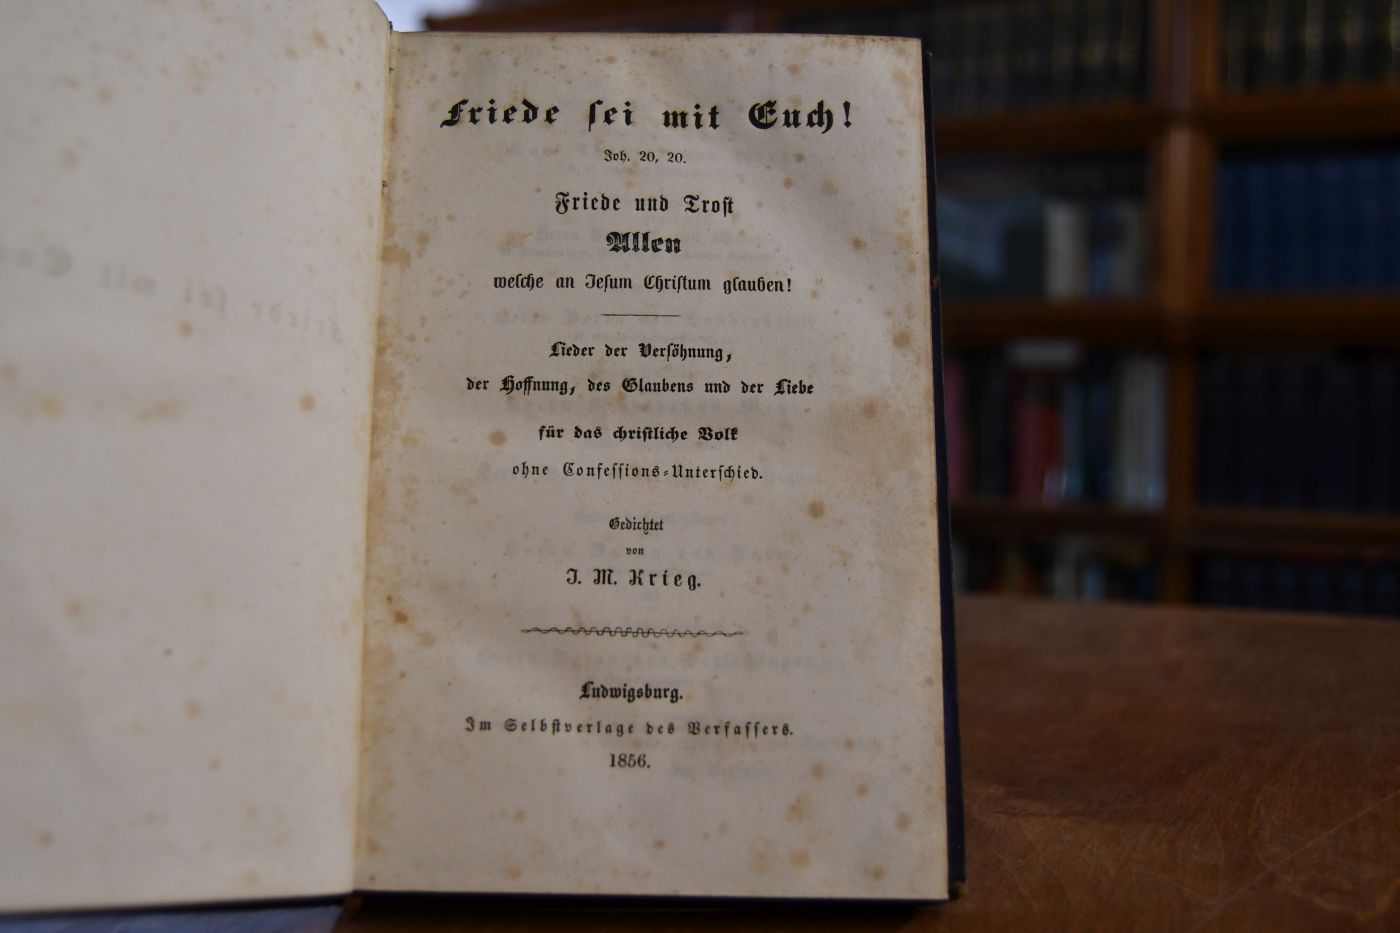 Friede sei mit Euch!
Joh. 20, 20.
Friede und Trost
Allen
welche an Jesum Christum glauben!
Lieder der Versöhnung,
der Hoffnung, des Glaubens und der Liebe
für das christliche Volk
ohne Confessions-Unterschied.
Gedichtet
von
J. M. Krieg.
Ludwigsburg.
Im Selbstverlage des Verfassers.
1856.